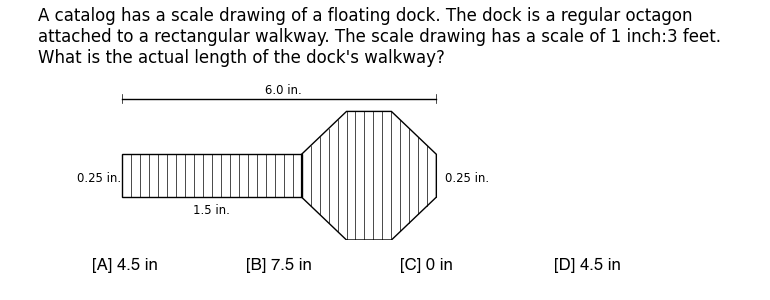 A catalog has a scale drawing of a floating dock. The dock is a regular octagon
attached to a rectangular walkway. The scale drawing has a scale of 1 inch:3 feet.
What is the actual length of the dock's walkway?
6.0 in.
0.25 in.
0.25 in.
1.5 in.
[A] 4.5 in [B] 7.5 in [C] 0 in [D] 4.5 in